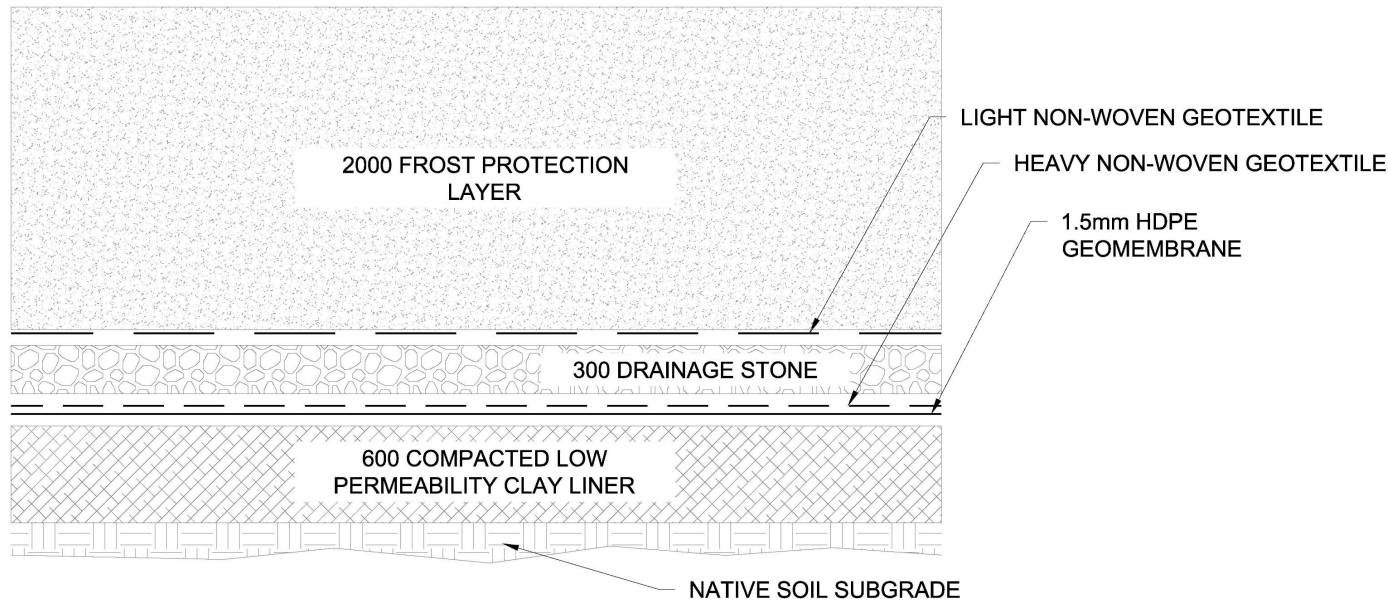 LIGHT NON-WOVEN GEOTEXTILE
2000 FROST PROTECTION
LAYER
HEAVY NON-WOVEN GEOTEXTILE
1.5mm HDPE
GEOMEMBRANE
300 DRAINAGE STONE
600 COMPACTED LOW
PERMEABILITY CLAY LINER
NATIVE SOIL SUBGRADE